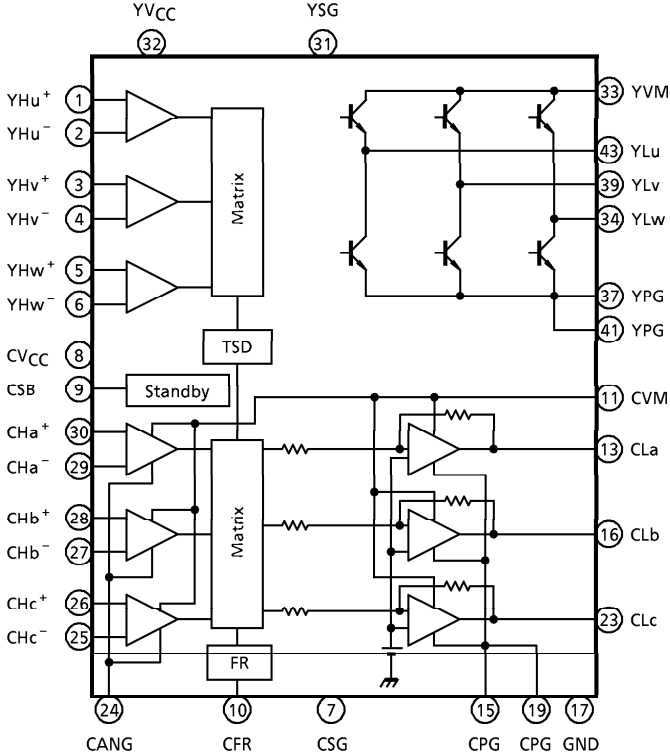 YVCC YSG
32 31
YHu+ 1 33 YVM
YHu− 2
43 YLu
YHv+ 3 39 YLv
YHv− 4 34 YLw
Matrix
YHw+ 5
37 YPG
YHw− 6
41 YPG
TSD
CVCC 8
CSB 9 Standby
11 CVM
CHa+ 30
13 CLa
CHa− 29
CHb+ 28
16 CLb
CHb− 27
Matrix
CHc+ 26
23 CLc
CHc− 25
FR
24 10 7 15 19 17
CANG CFR CSG CPG CPG GND